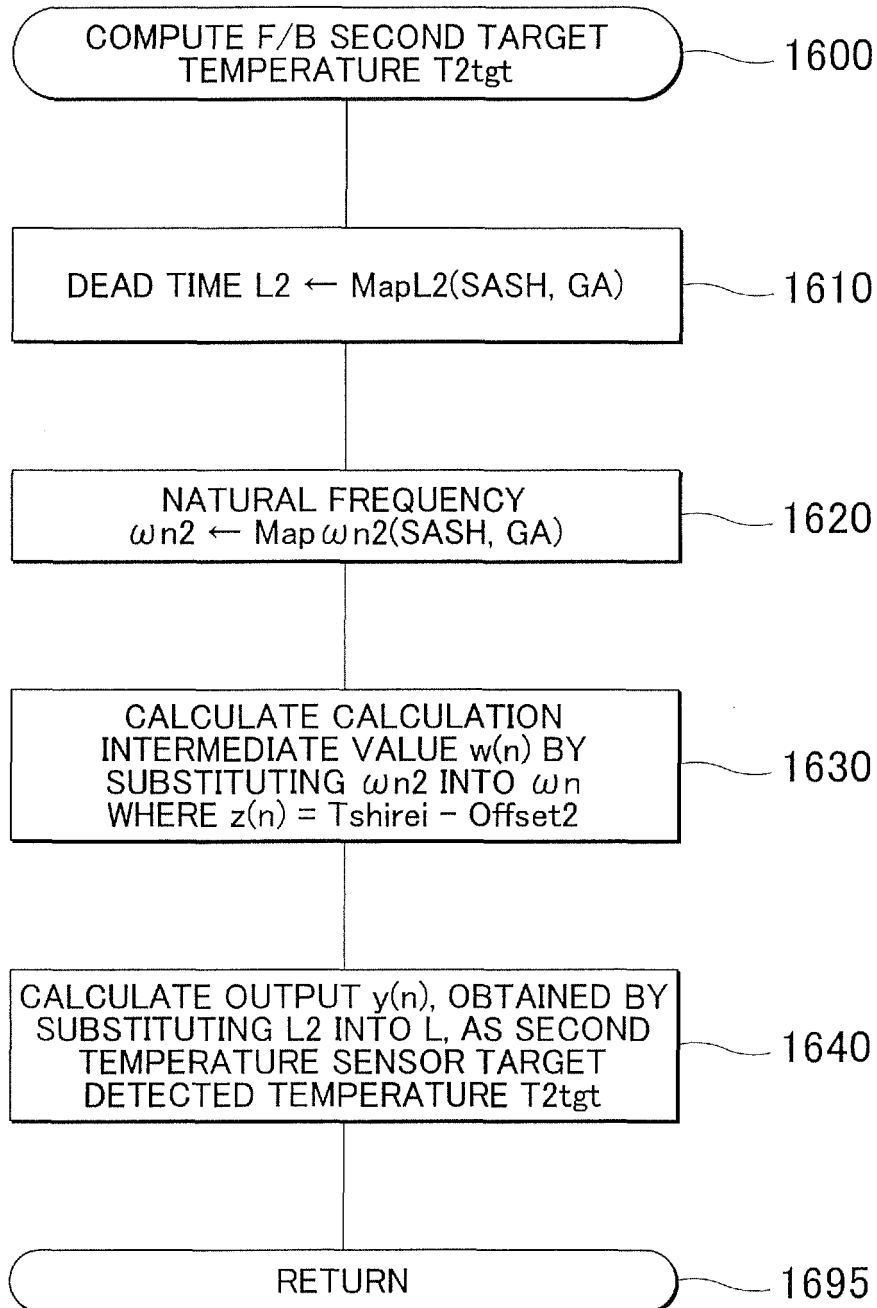 COMPUTE F/B SECOND TARGET
TEMPERATURE T2tgt
1600
DEAD TIME L2 ← MapL2(SASH, GA)
1610
NATURAL FREQUENCY
ωn2 ← Mapωn2(SASH, GA)
1620
CALCULATE CALCULATION
INTERMEDIATE VALUE w(n) BY
SUBSTITUTING ωn2 INTO ωn
WHERE z(n) = Tshirei - Offset2
1630
CALCULATE OUTPUT y(n), OBTAINED BY
SUBSTITUTING L2 INTO L, AS SECOND
TEMPERATURE SENSOR TARGET
DETECTED TEMPERATURE T2tgt
1640
RETURN
1695